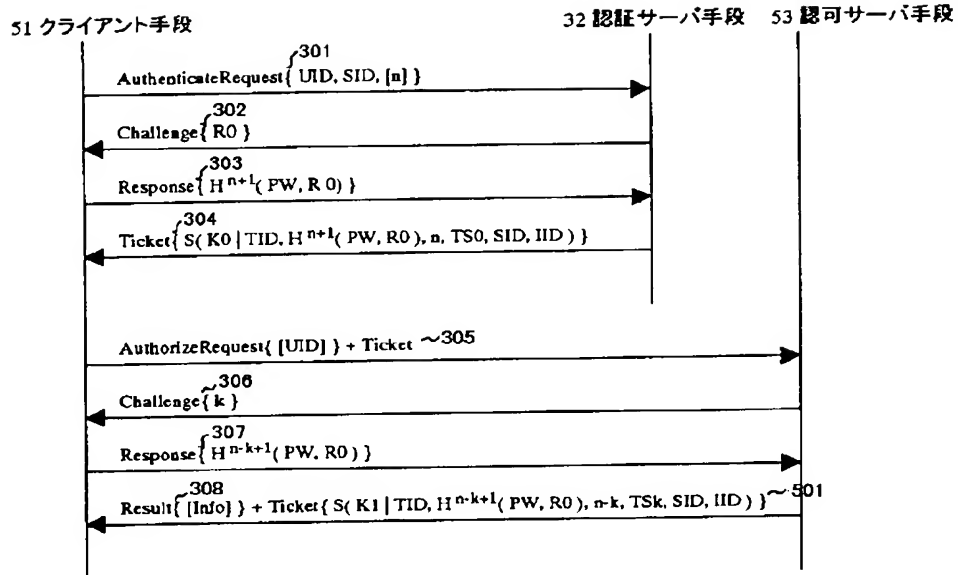 51 クライアント手段
32 認証サーバ手段
53 認可サーバ手段
301
AuthenticateRequest{ UID, SID, [n] }
302
Challenge{ R0 }
303
Response{ H^{n+1}( PW, R 0) }
304
Ticket{ S( K0 | TID, H^{n+1}( PW, R0 ), n, TS0, SID, IID ) }
AuthorizeRequest{ [UID] } + Ticket ~305
306
Challenge{ k }
307
Response{ H^{n-k+1}( PW, R0 ) }
308
Result{ [Info] } + Ticket{ S( K1 | TID, H^{n-k+1}( PW, R0 ), n-k, TSk, SID, IID ) } ~501